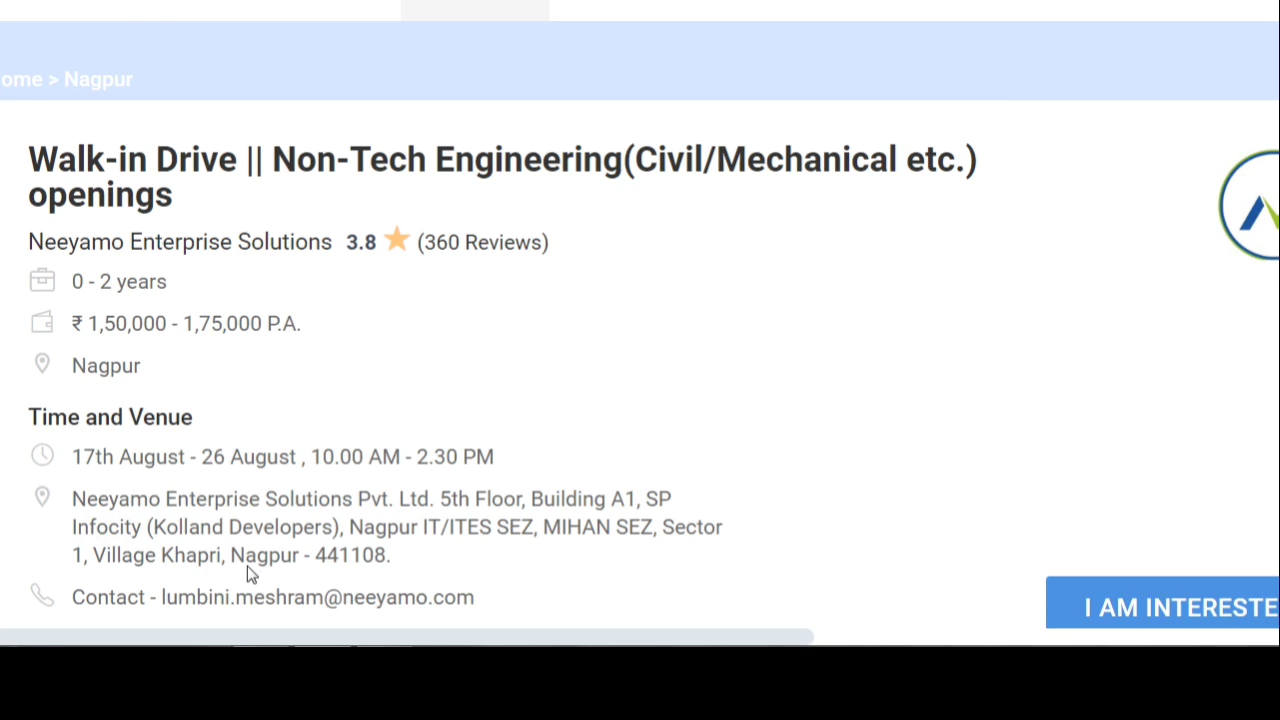 ome > Nagpur
Walk-in Drive || Non-Tech Engineering(Civil/Mechanical etc.)
openings
Neeyamo Enterprise Solutions 3.8 (360 Reviews)
0 - 2 years
₹ 1,50,000 - 1,75,000 P.A.
Nagpur
Time and Venue
17th August - 26 August , 10.00 AM - 2.30 PM
Neeyamo Enterprise Solutions Pvt. Ltd. 5th Floor, Building A1, SP
Infocity (Kolland Developers), Nagpur IT/ITES SEZ, MIHAN SEZ, Sector
1, Village Khapri, Nagpur - 441108.
Contact - lumbini.meshram@neeyamo.com
I AM INTERESTE